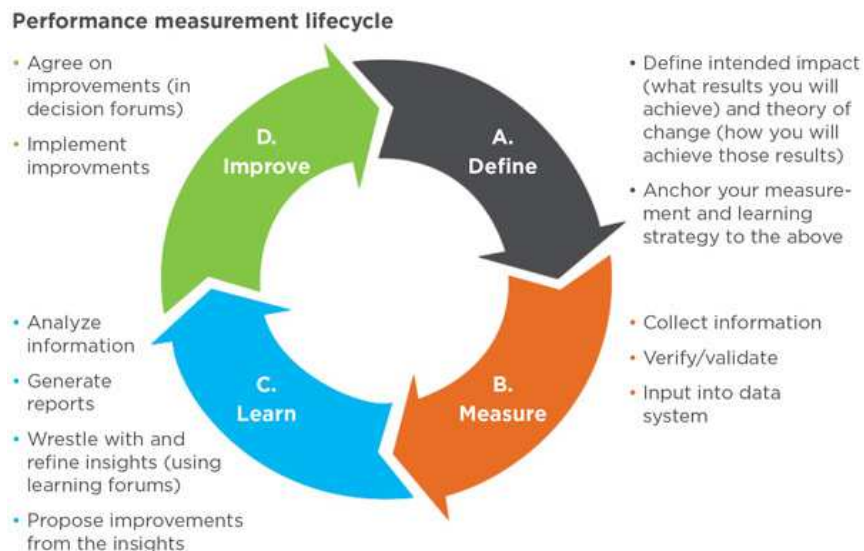 Performance measurement lifecycle
• Agree on
improvements (in
decision forums)
• Implement
improvments
D.
Improve
A.
Define
• Define intended impact
(what results you will
achieve) and theory of
change (how you will
achieve those results)
• Anchor your measure-
ment and learning
strategy to the above
• Analyze
information
• Generate
reports
• Wrestle with and
refine insights (using
learning forums)
• Propose improvements
from the insights
C.
Learn
B.
Measure
• Collect information
• Verify/validate
• Input into data
system